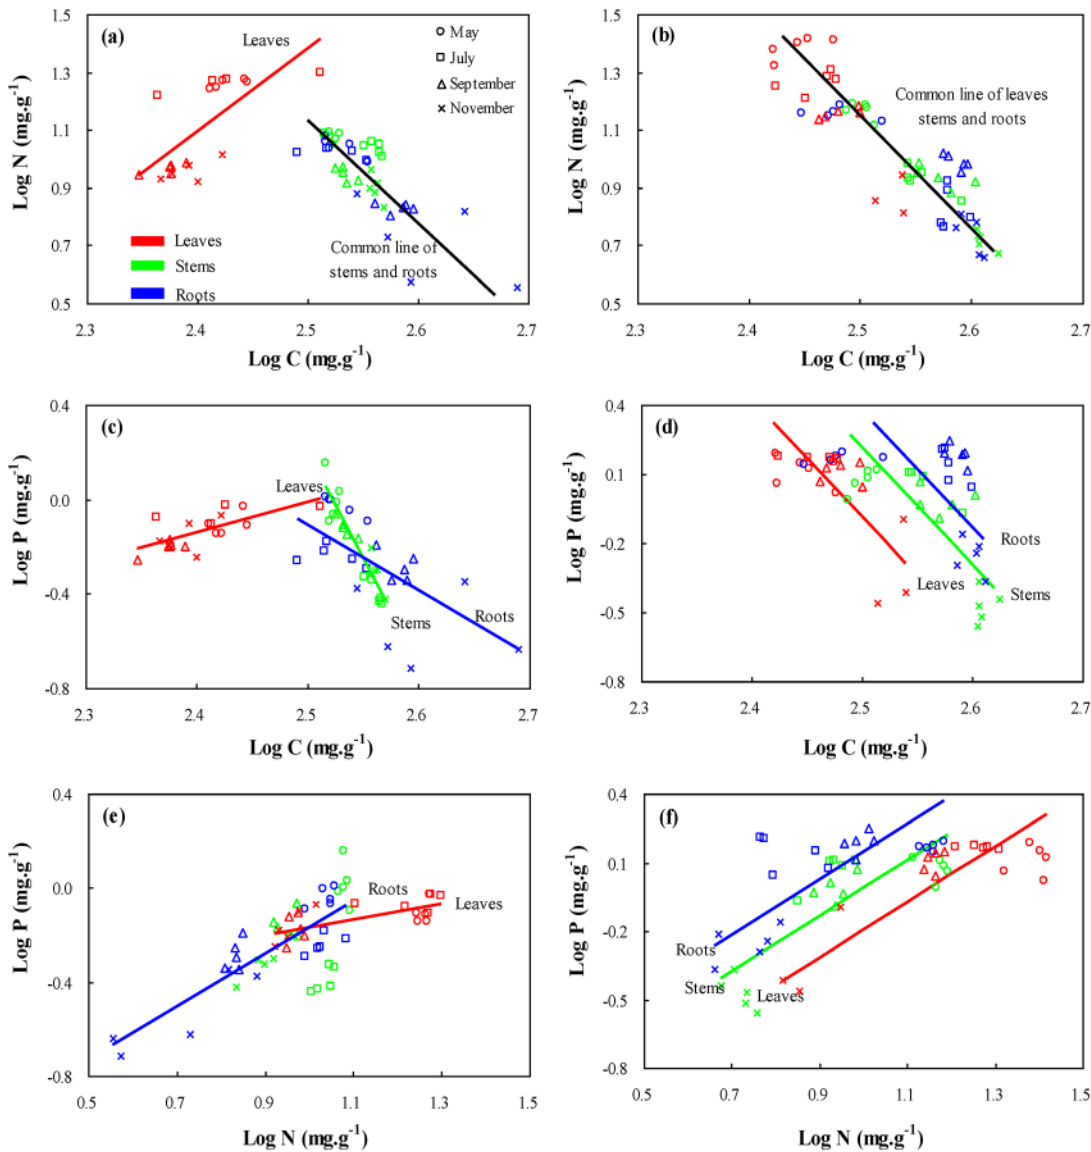 (a)
Leaves
May
July
September
November
Log N (mg.g-1)
1.5
1.3
1.1
0.9
0.7
0.5
Common line of
stems and roots
Leaves
Stems
Roots
2.3 2.4 2.5 2.6 2.7
Log C (mg.g-1)
(b)
Common line of leaves
stems and roots
Log N (mg.g-1)
1.5
1.3
1.1
0.9
0.7
0.5
2.3 2.4 2.5 2.6 2.7
Log C (mg.g-1)
(c)
Leaves
Stems
Roots
Log P (mg.g-1)
0.4
0.0
-0.4
-0.8
2.3 2.4 2.5 2.6 2.7
Log C (mg.g-1)
(d)
Roots
Leaves
Stems
Log P (mg.g-1)
0.4
0.1
-0.2
-0.5
-0.8
2.3 2.4 2.5 2.6 2.7
Log C (mg.g-1)
(e)
Roots
Leaves
Log P (mg.g-1)
0.4
0.0
-0.4
-0.8
0.5 0.7 0.9 1.1 1.3 1.5
Log N (mg.g-1)
(f)
Roots
Stems
Leaves
Log P (mg.g-1)
0.4
0.1
-0.2
-0.5
-0.8
0.5 0.7 0.9 1.1 1.3 1.5
Log N (mg.g-1)